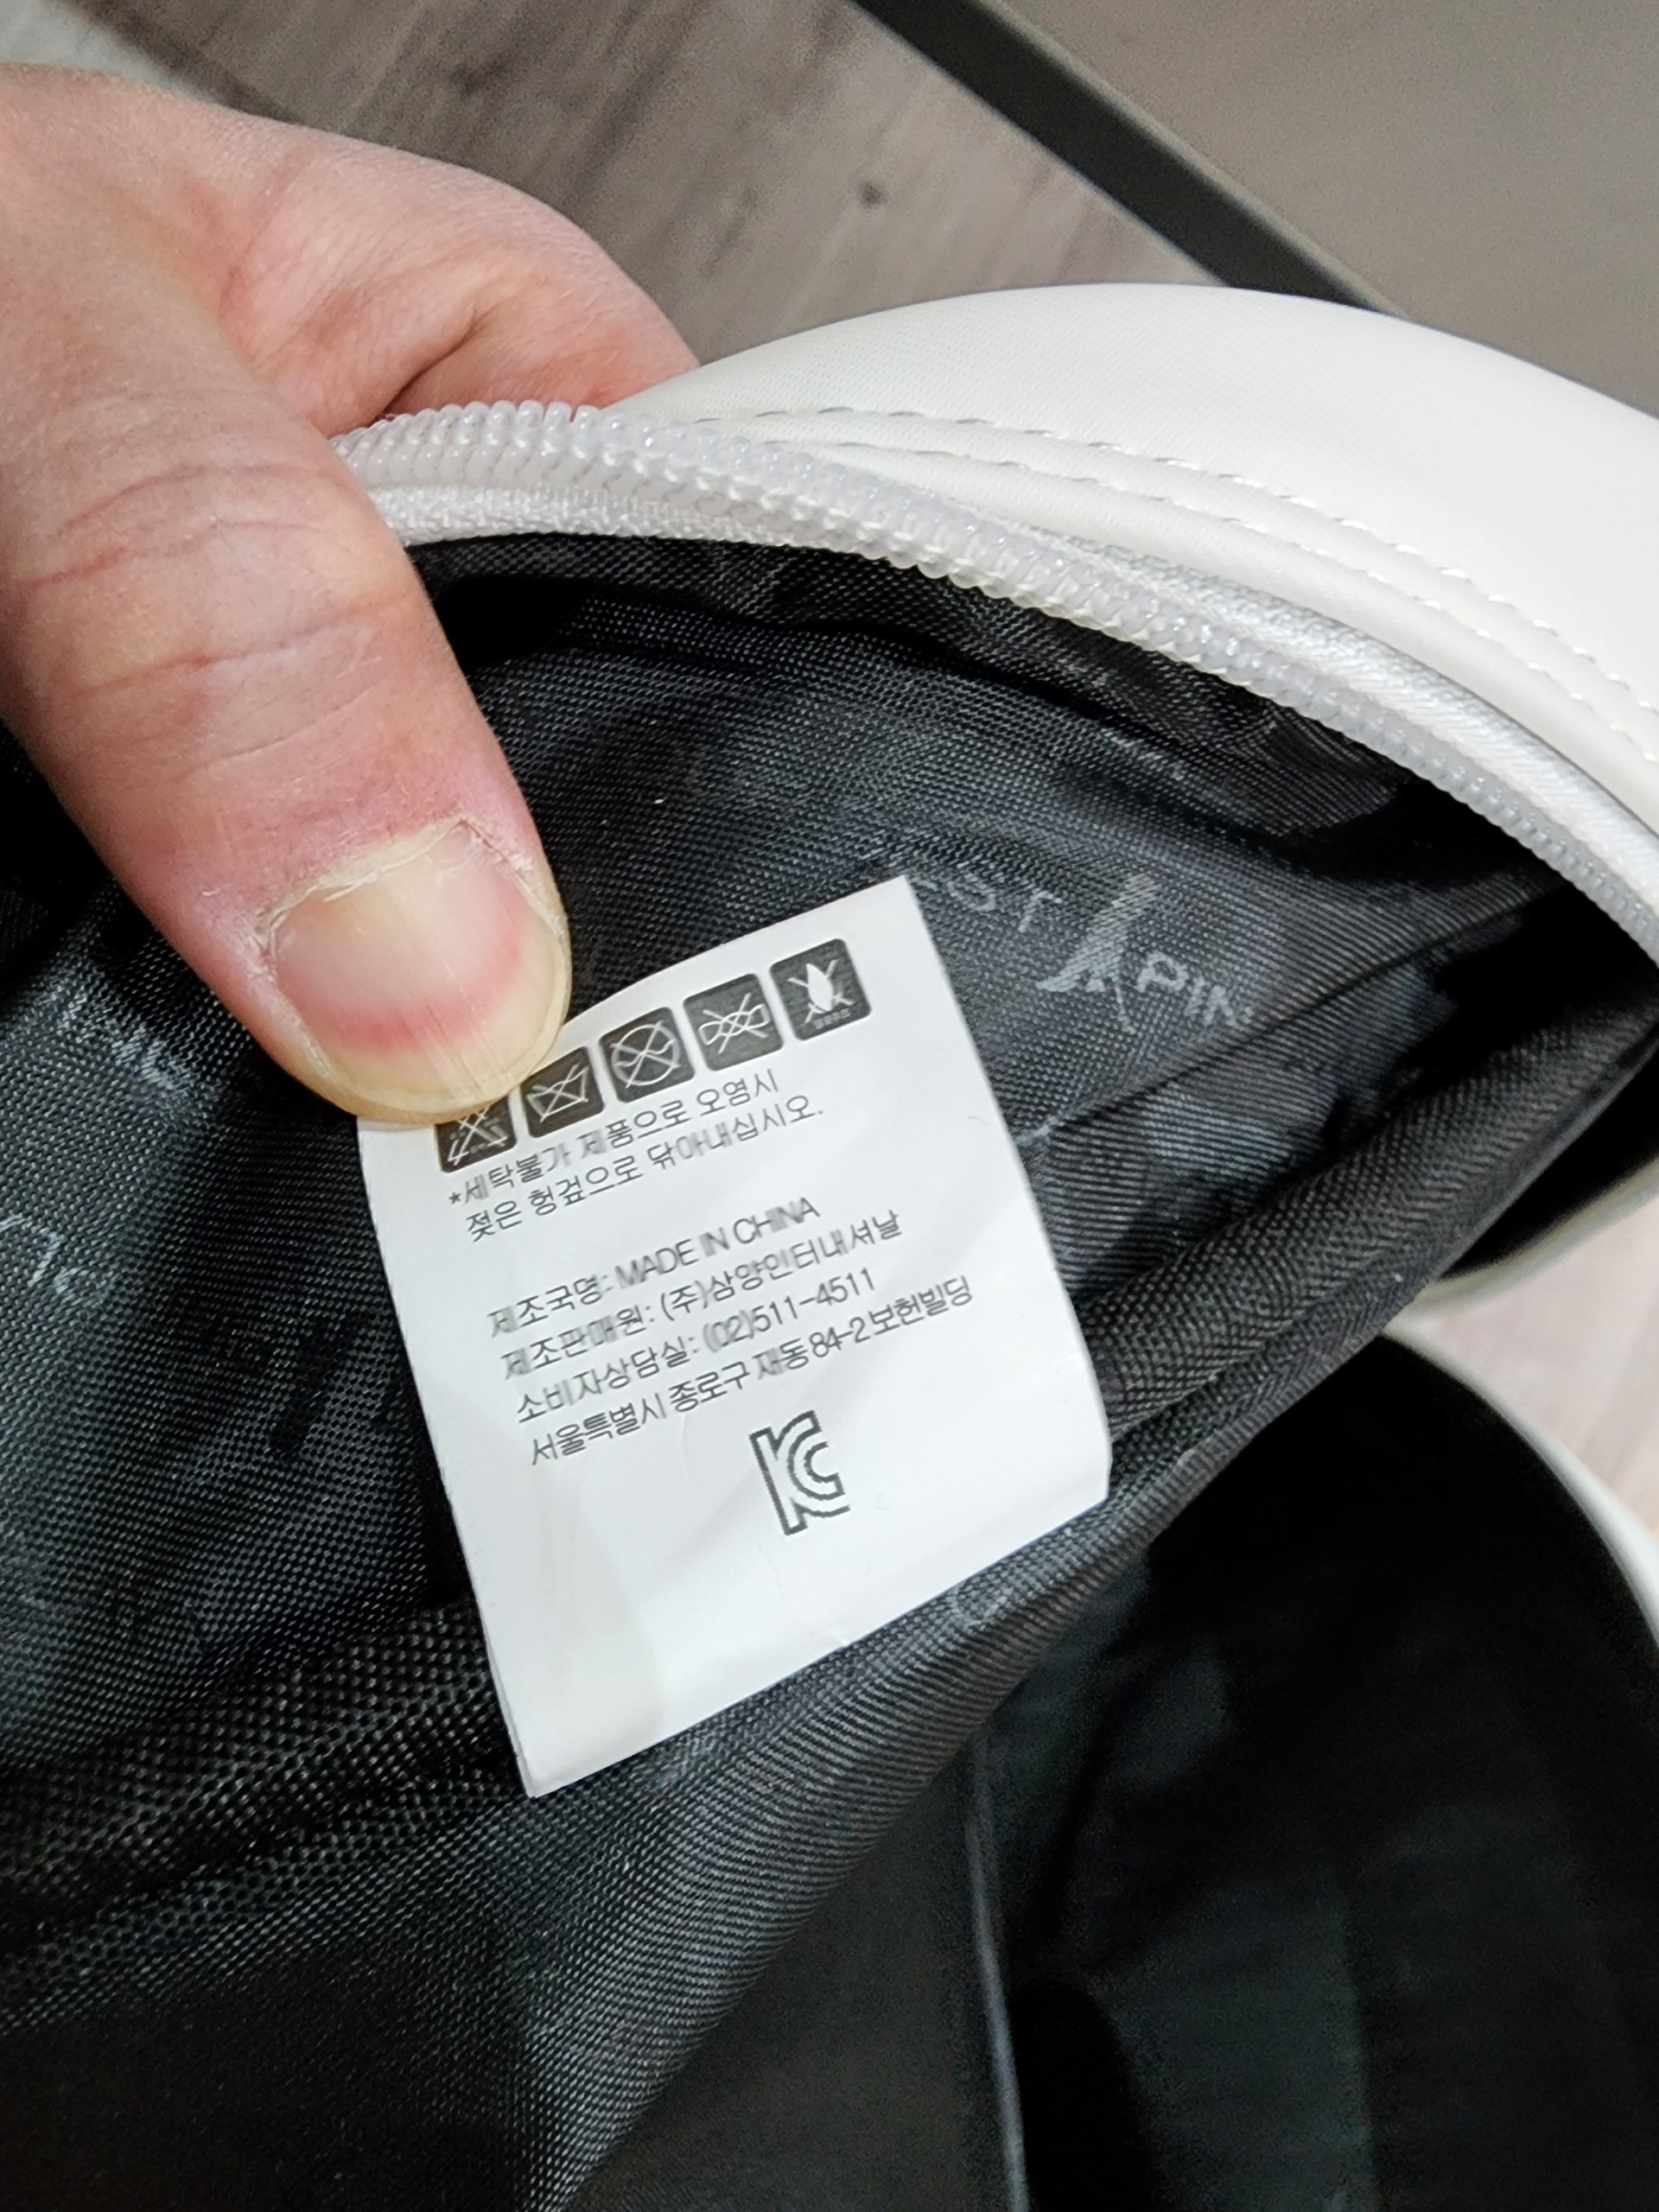 *세탁불가 제품으로 오염시
젖은 헝겊으로 닦아내십시오.
제조국명: MADE IN CHINA
제조판매원: (주)삼양인터내셔날
소비자상담실: (02)511-4511
서울특별시 종로구 재동 84-2 보헌빌딩
KC